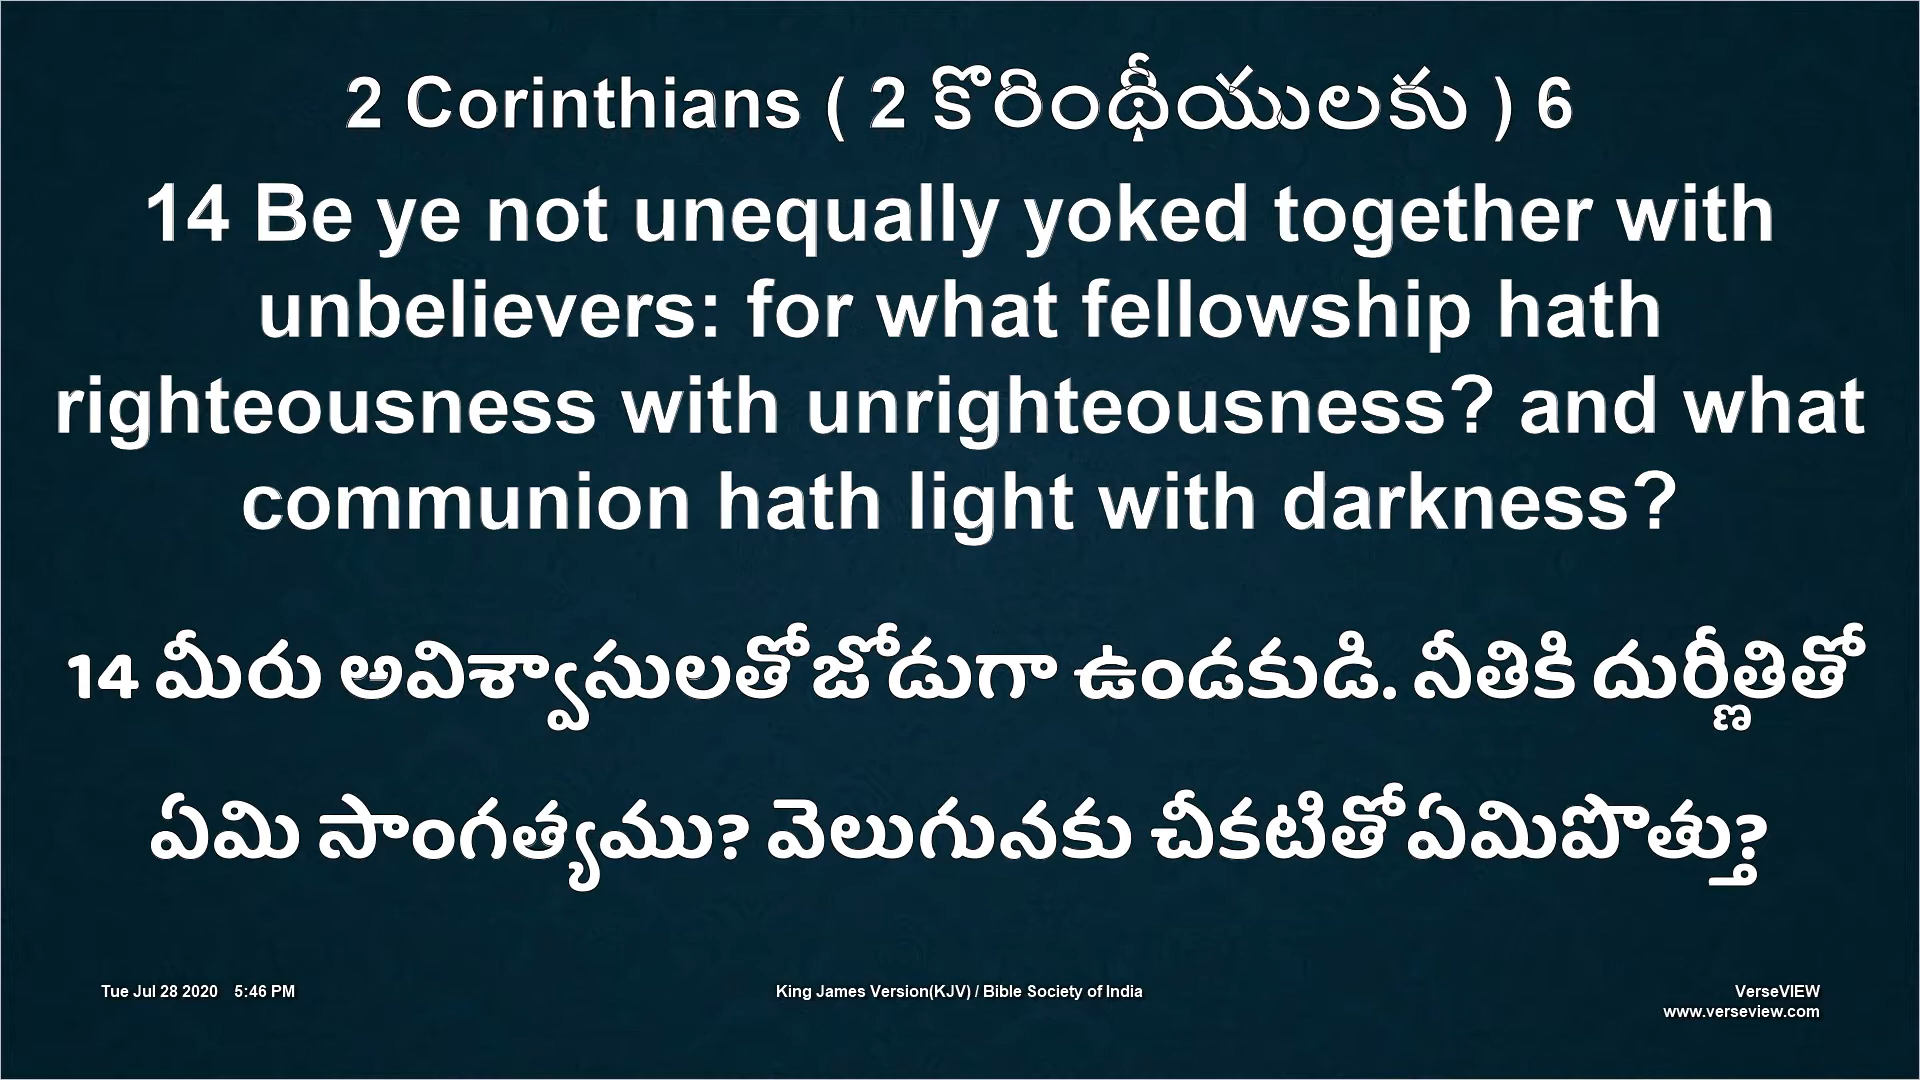 2 Corinthians ( 2 కొరింథీయులకు ) 6
14 Be ye not unequally yoked together with
unbelievers: for what fellowship hath
righteousness with unrighteousness? and what
communion hath light with darkness?
14 మీరు అవిశ్వాసులతో జోడుగా ఉండకుడి. నీతికి దుర్ణీతితో
ఏమి సాంగత్యము? వెలుగునకు చీకటితో ఏమిపొత్తు?
Tue Jul 28 2020 5:46 PM
King James Version(KJV) / Bible Society of India
VerseVIEW
www.verseview.com